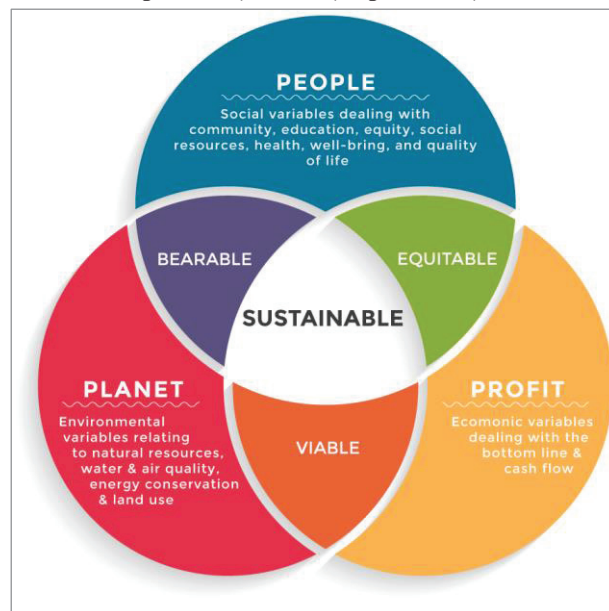 PEOPLE
Social variables dealing with
community, education, equity, social
resources, health, well-bring, and quality
of life
BEARABLE
EQUITABLE
SUSTAINABLE
PLANET
Environmental
variables relating
to natural resources,
water & air quality,
energy conservation
& land use
PROFIT
Ecomonic variables
dealing with the
bottom line &
cash flow
VIABLE